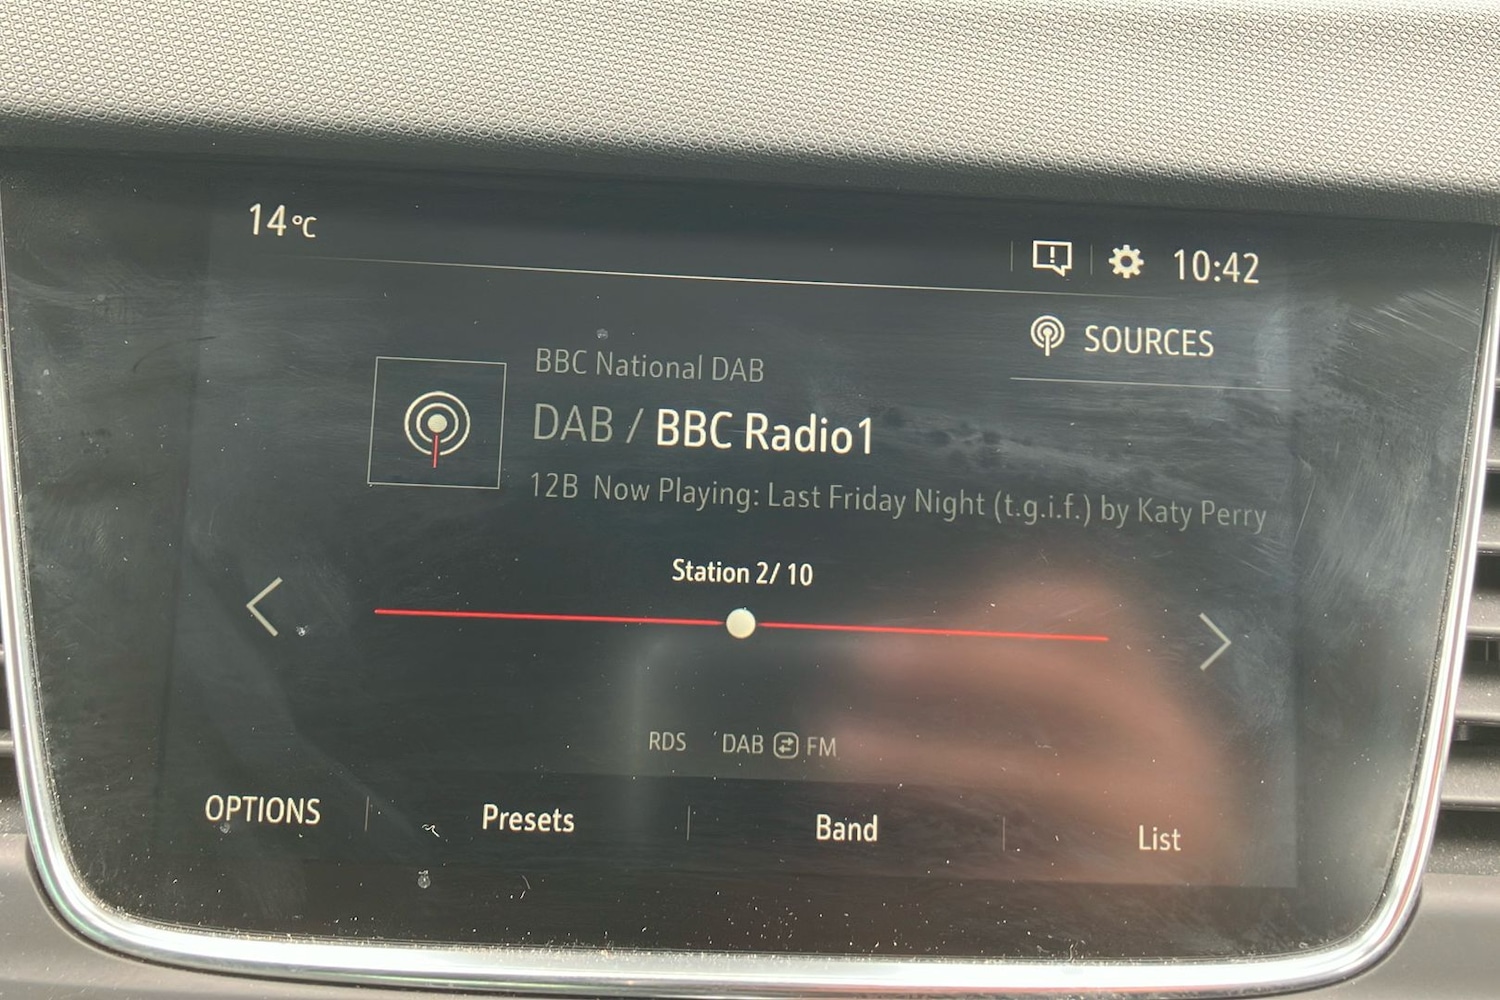 14°C
10:42
SOURCES
BBC National DAB
DAB / BBC Radio1
12B Now Playing: Last Friday Night (t.g.i.f.) by Katy Perry
Station 2/ 10
RDS DAB FM
OPTIONS Presets Band List